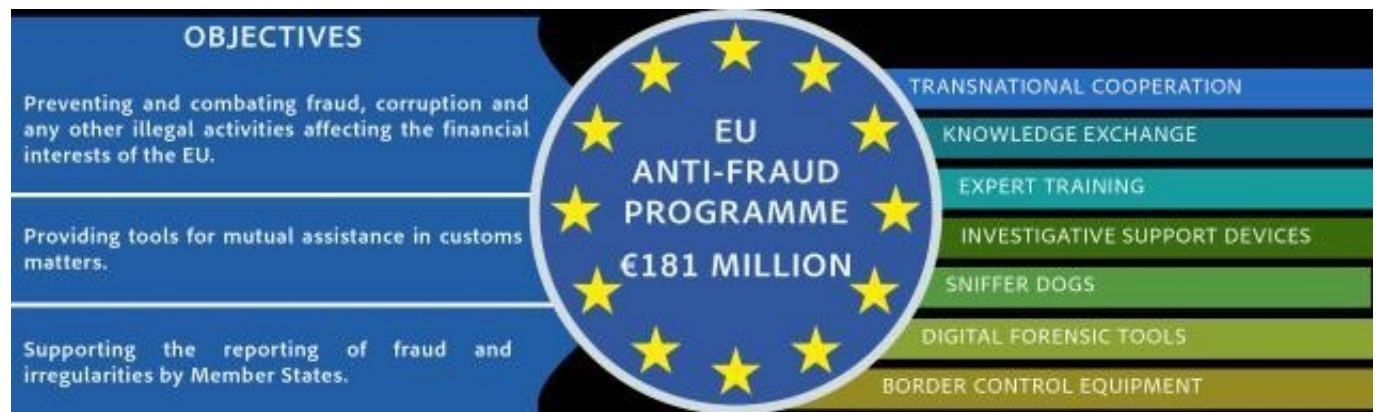 OBJECTIVES
Preventing and combating fraud, corruption and
any other illegal activities affecting the financial
interests of the EU.
Providing tools for mutual assistance in customs
matters.
Supporting the reporting of fraud and
irregularities by Member States.
EU
ANTI-FRAUD
PROGRAMME
€181 MILLION
TRANSNATIONAL COOPERATION
KNOWLEDGE EXCHANGE
EXPERT TRAINING
INVESTIGATIVE SUPPORT DEVICES
SNIFFER DOGS
DIGITAL FORENSIC TOOLS
BORDER CONTROL EQUIPMENT